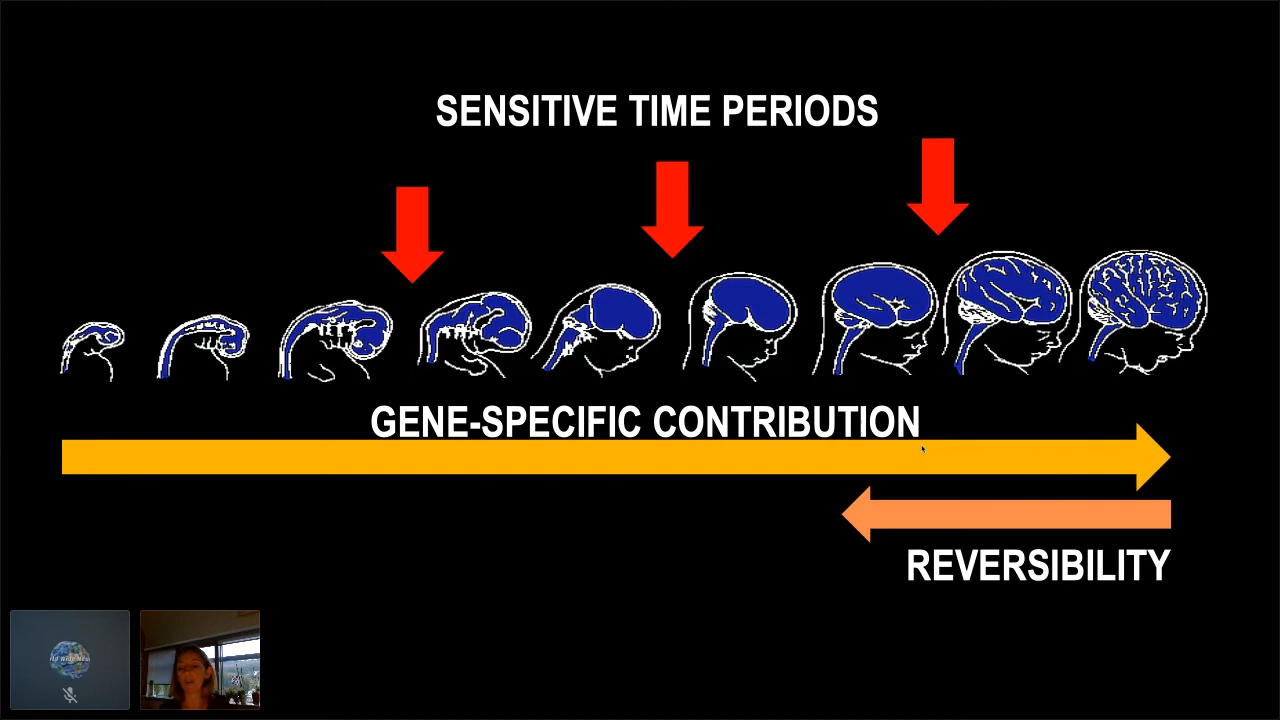 SENSITIVE TIME PERIODS
GENE-SPECIFIC CONTRIBUTION
REVERSIBILITY